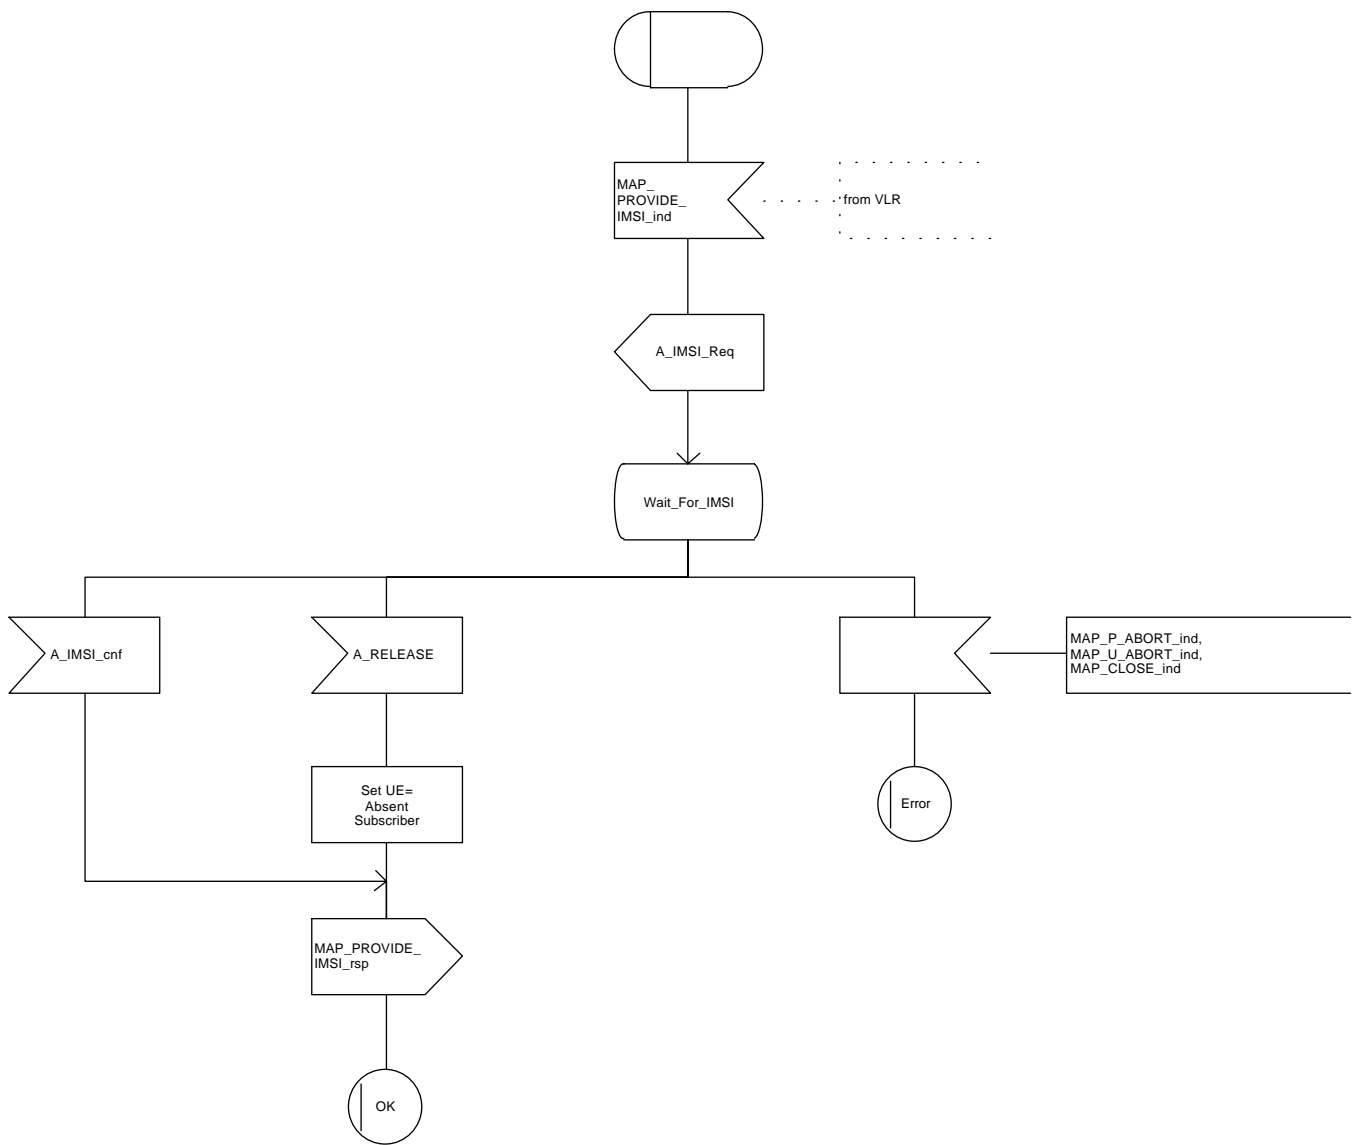 MAP_
PROVIDE_
IMSI_ind
from VLR
A_IMSI_Req
Wait_For_IMSI
A_IMSI_cnf
A_RELEASE
MAP_P_ABORT_ind,
MAP_U_ABORT_ind,
MAP_CLOSE_ind
Set UE=
Absent
Subscriber
Error
MAP_PROVIDE_
IMSI_rsp
OK